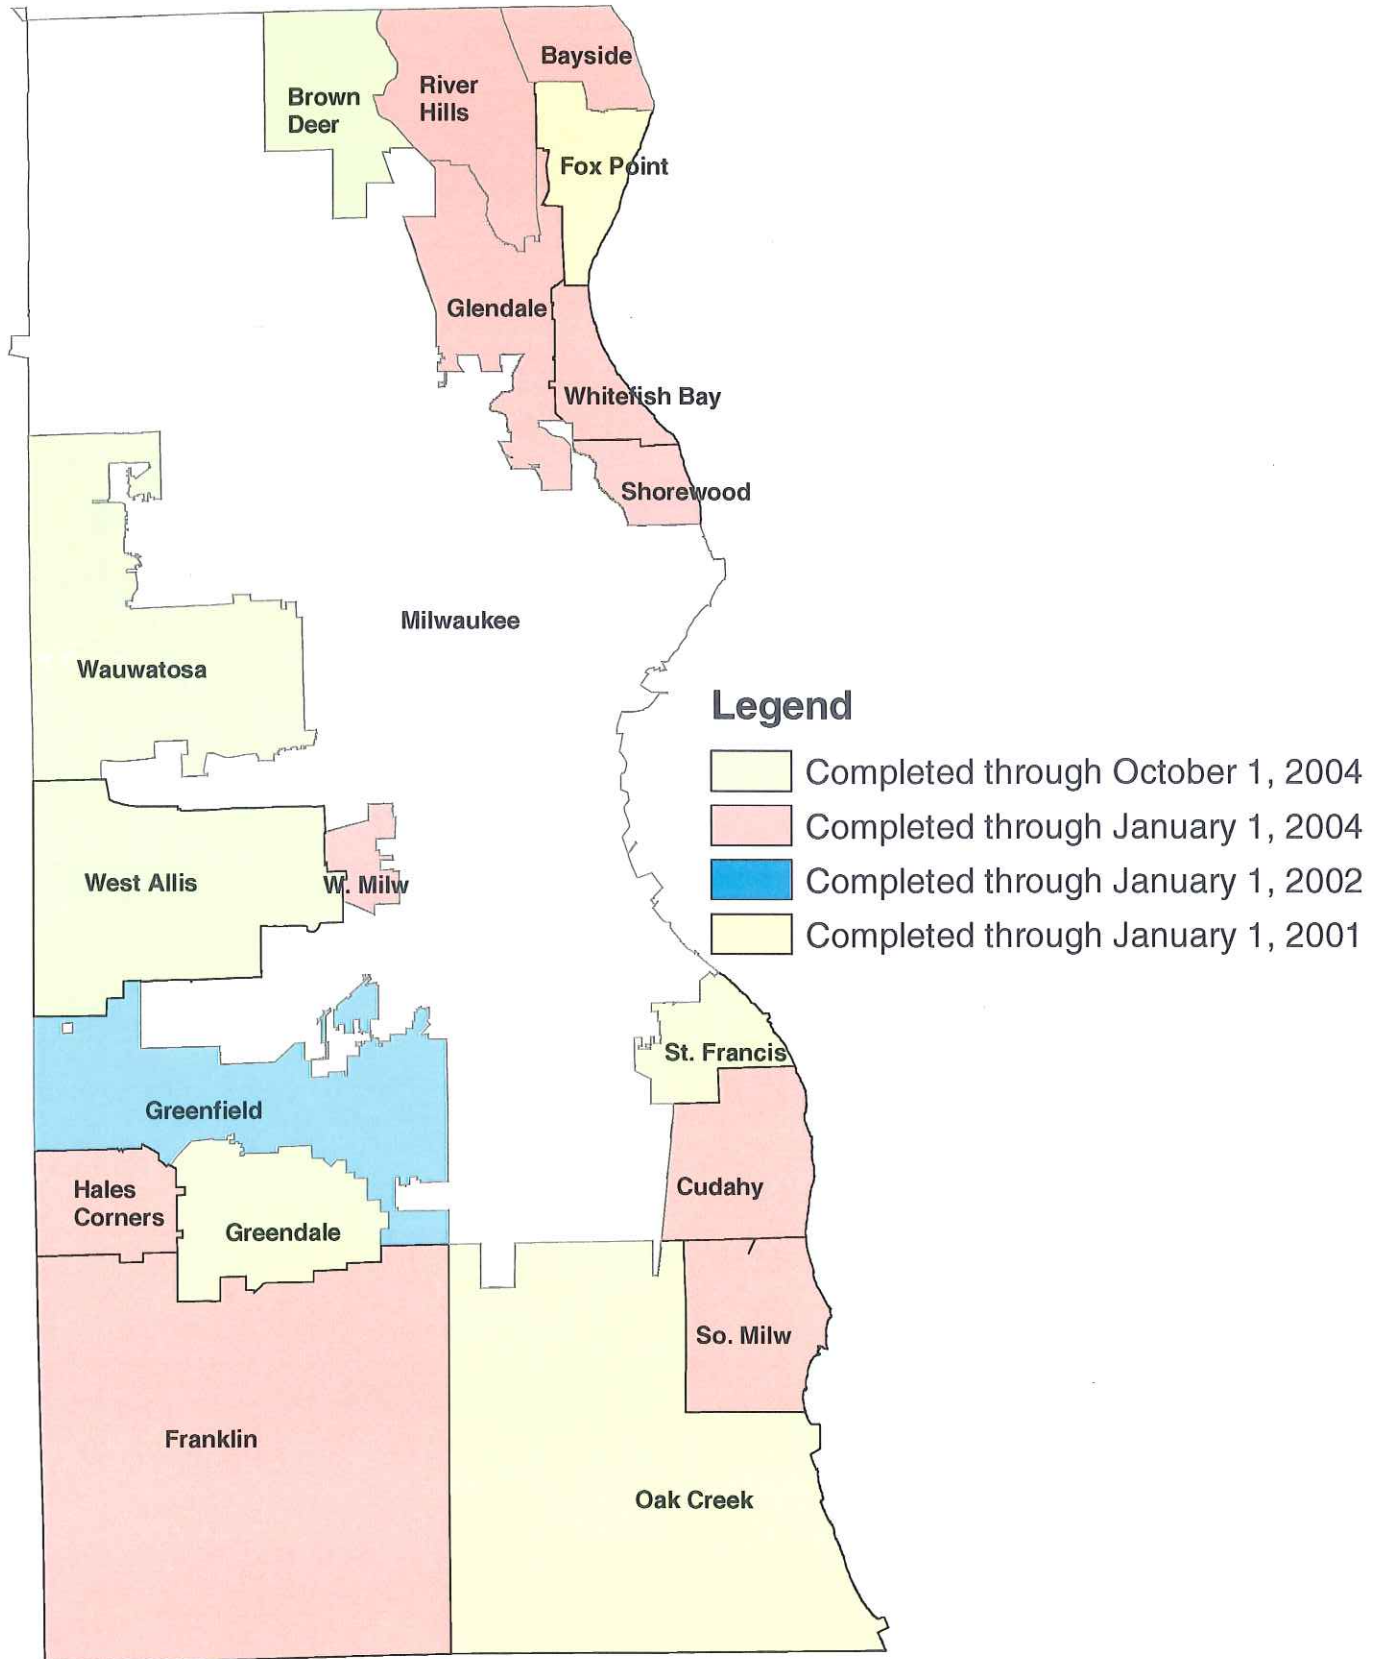 Bayside
River
Hills
Brown
Deer
Fox Point
Glendale
Whitefish Bay
Shorewood
Milwaukee
Wauwatosa
Legend
Completed through October 1, 2004
Completed through January 1, 2004
Completed through January 1, 2002
Completed through January 1, 2001
West Allis
W. Milw
St. Francis
Greenfield
Cudahy
Hales
Corners
Greendale
So. Milw
Franklin
Oak Creek